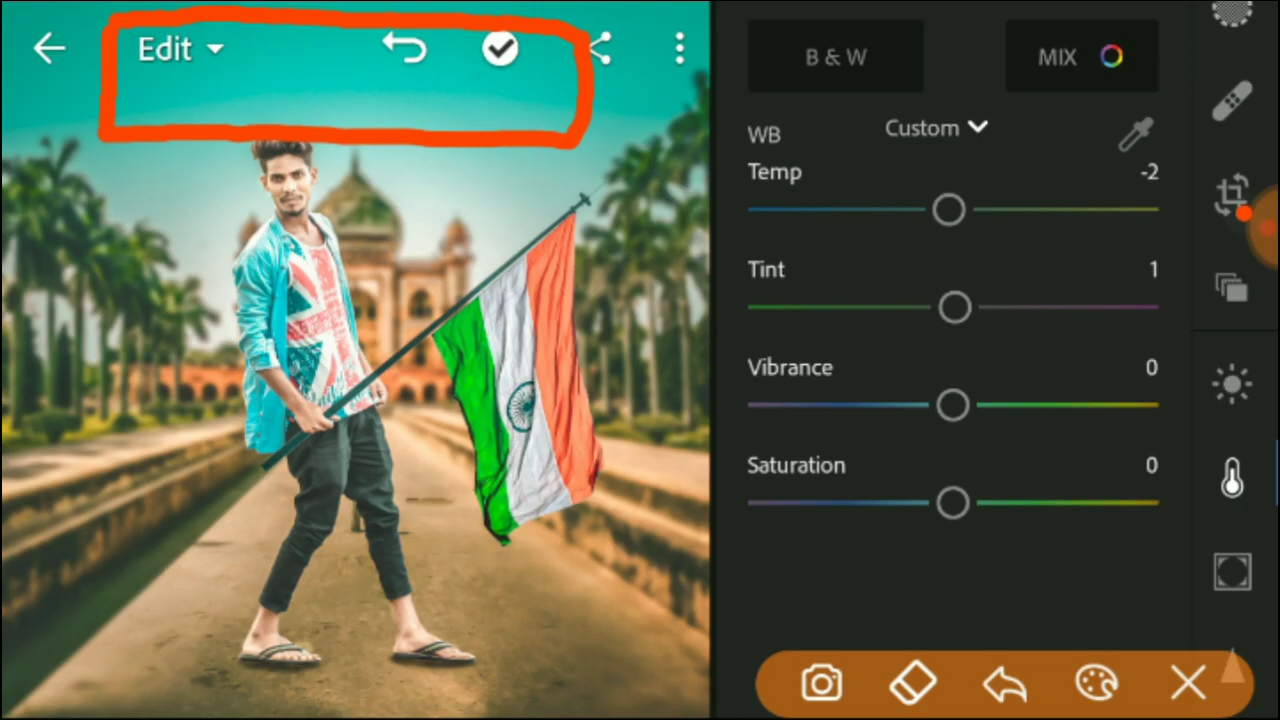 Edit
B & W
MIX
WB
Custom
Temp
-2
Tint
1
Vibrance
0
Saturation
0